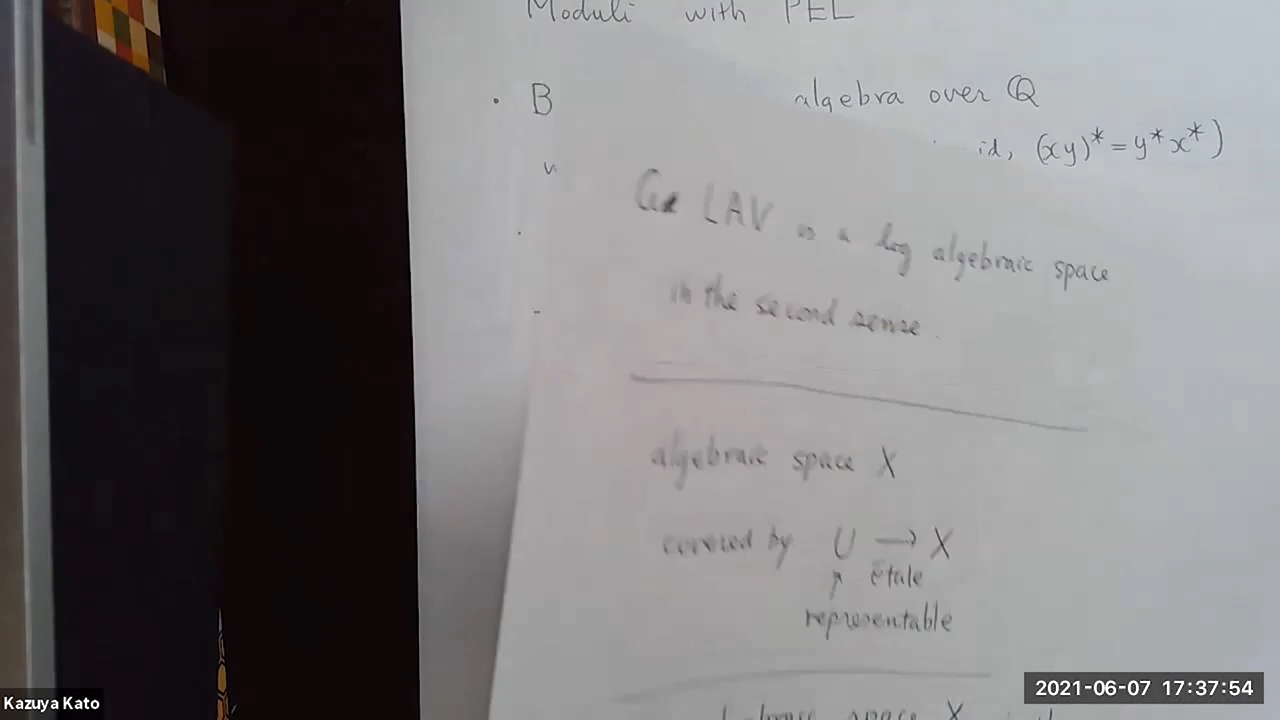 Moduli with PEL
· B algebra over ℚ
id, (xy)* = y* x* )
LAV is a log algebraic space
in the second sense.
algebraic space X
covered by U → X
↑ étale
representable
space X
Kazuya Kato
2021-06-07 17:37:54